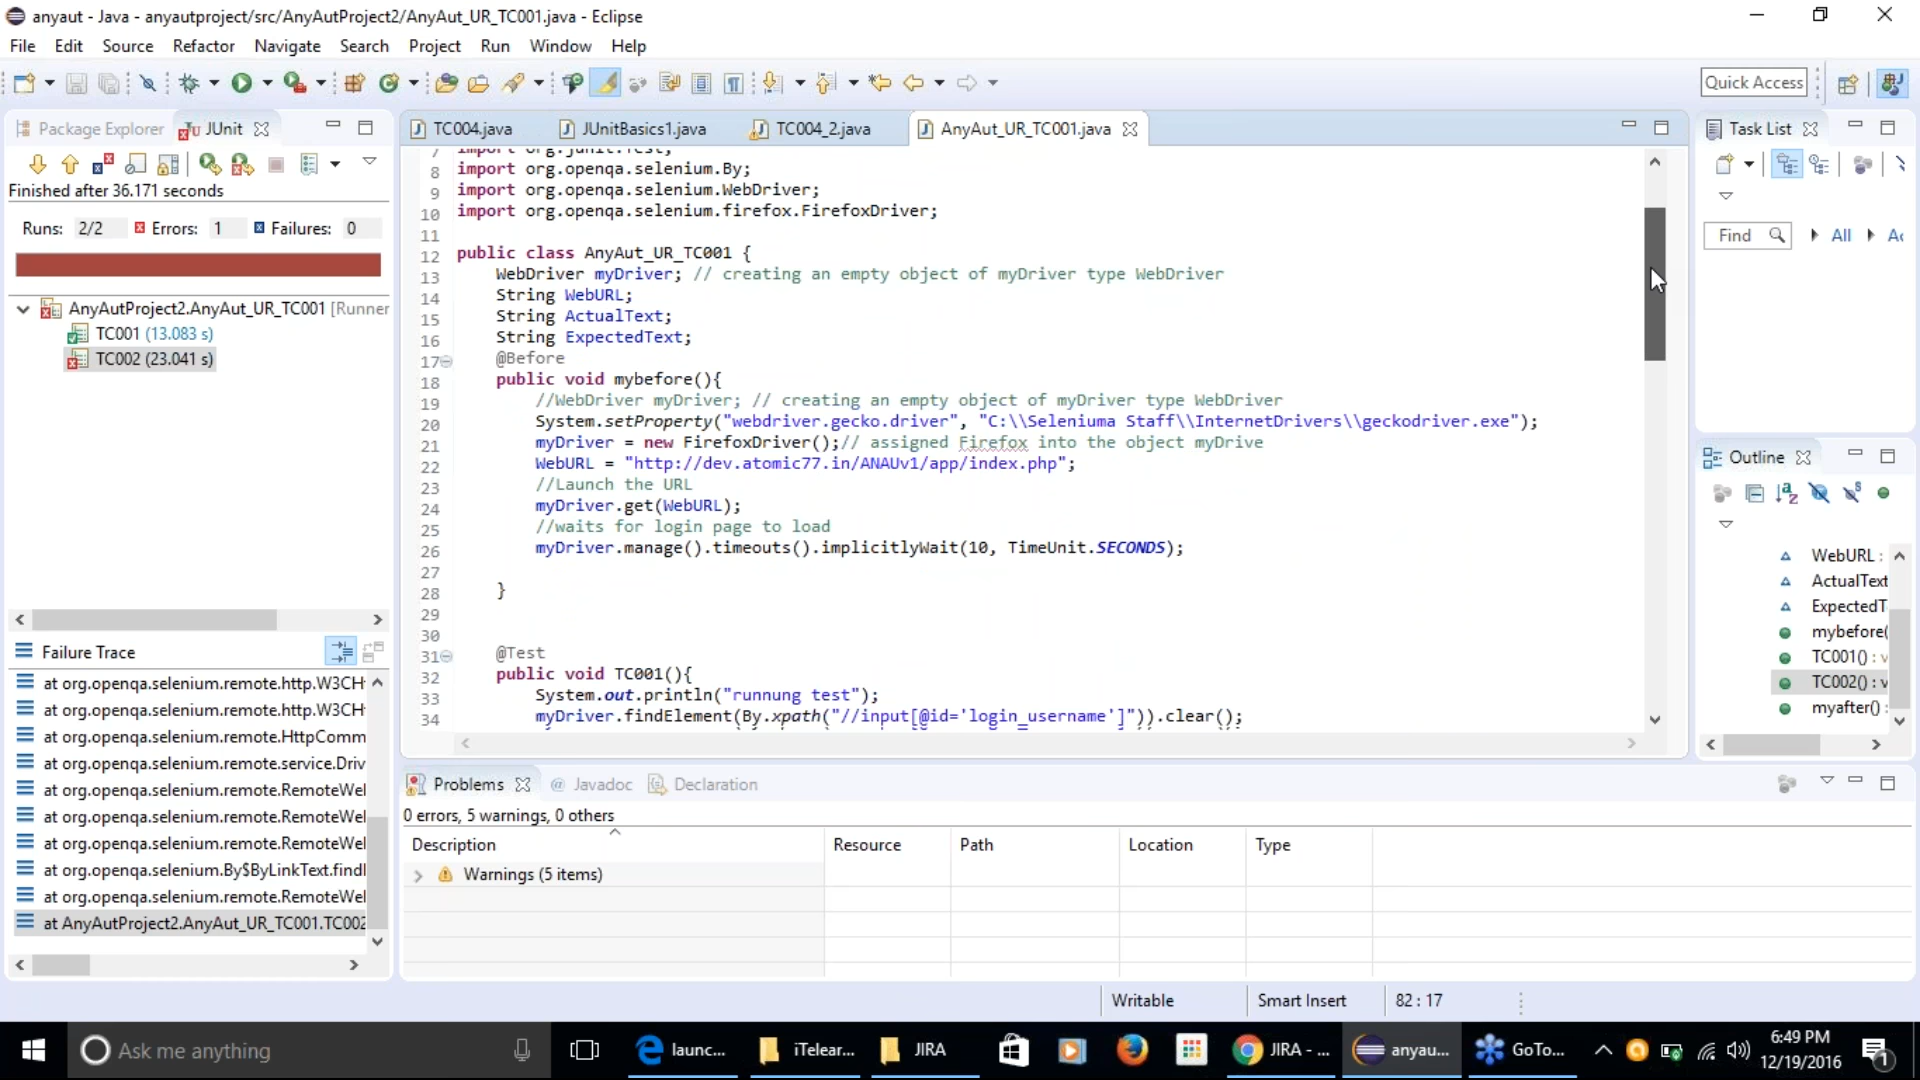 anyaut - Java - anyautproject/src/AnyAutProject2/AnyAut_UR_TC001.java - Eclipse
File Edit Source Refactor Navigate Search Project Run Window Help
Quick Access
Package Explorer JUnit
Finished after 36.171 seconds
Runs: 2/2 Errors: 1 Failures: 0
AnyAutProject2.AnyAut_UR_TC001 [Runner
TC001 (13.083 s)
TC002 (23.041 s)
Failure Trace
at org.openqa.selenium.remote.http.W3CH
at org.openqa.selenium.remote.http.W3CH
at org.openqa.selenium.remote.HttpComm
at org.openqa.selenium.remote.service.Driv
at org.openqa.selenium.remote.RemoteWel
at org.openqa.selenium.remote.RemoteWel
at org.openqa.selenium.remote.RemoteWel
at org.openqa.selenium.By$ByLinkText.findl
at org.openqa.selenium.remote.RemoteWel
at AnyAutProject2.AnyAut_UR_TC001.TC002
TC004.java JUnitBasics1.java TC004_2.java AnyAut_UR_TC001.java
7 import org.junit.Test;
8 import org.openqa.selenium.By;
9 import org.openqa.selenium.WebDriver;
10 import org.openqa.selenium.firefox.FirefoxDriver;
11
12 public class AnyAut_UR_TC001 {
13 WebDriver myDriver; // creating an empty object of myDriver type WebDriver
14 String WebURL;
15 String ActualText;
16 String ExpectedText;
17 @Before
18 public void mybefore(){
19 //WebDriver myDriver; // creating an empty object of myDriver type WebDriver
20 System.setProperty("webdriver.gecko.driver", "C:\\Seleniuma Staff\\InternetDrivers\\geckodriver.exe");
21 myDriver = new FirefoxDriver();// assigned Firefox into the object myDrive
22 WebURL = "http://dev.atomic77.in/ANAUv1/app/index.php";
23 //Launch the URL
24 myDriver.get(WebURL);
25 //waits for login page to load
26 myDriver.manage().timeouts().implicitlyWait(10, TimeUnit.SECONDS);
27
28 }
29
30
31 @Test
32 public void TC001(){
33 System.out.println("runnung test");
34 myDriver.findElement(By.xpath("//input[@id='login_username']")).clear();
Problems Javadoc Declaration
0 errors, 5 warnings, 0 others
Description Resource Path Location Type
Warnings (5 items)
Task List
Find All Ac
Outline
WebURL :
ActualText
ExpectedT
mybefore(
TC001() : v
TC002() : v
myafter() :
Writable Smart Insert 82 : 17
Ask me anything launc... iTelear... JIRA JIRA - ... anyau... GoTo... 6:49 PM
12/19/2016 1